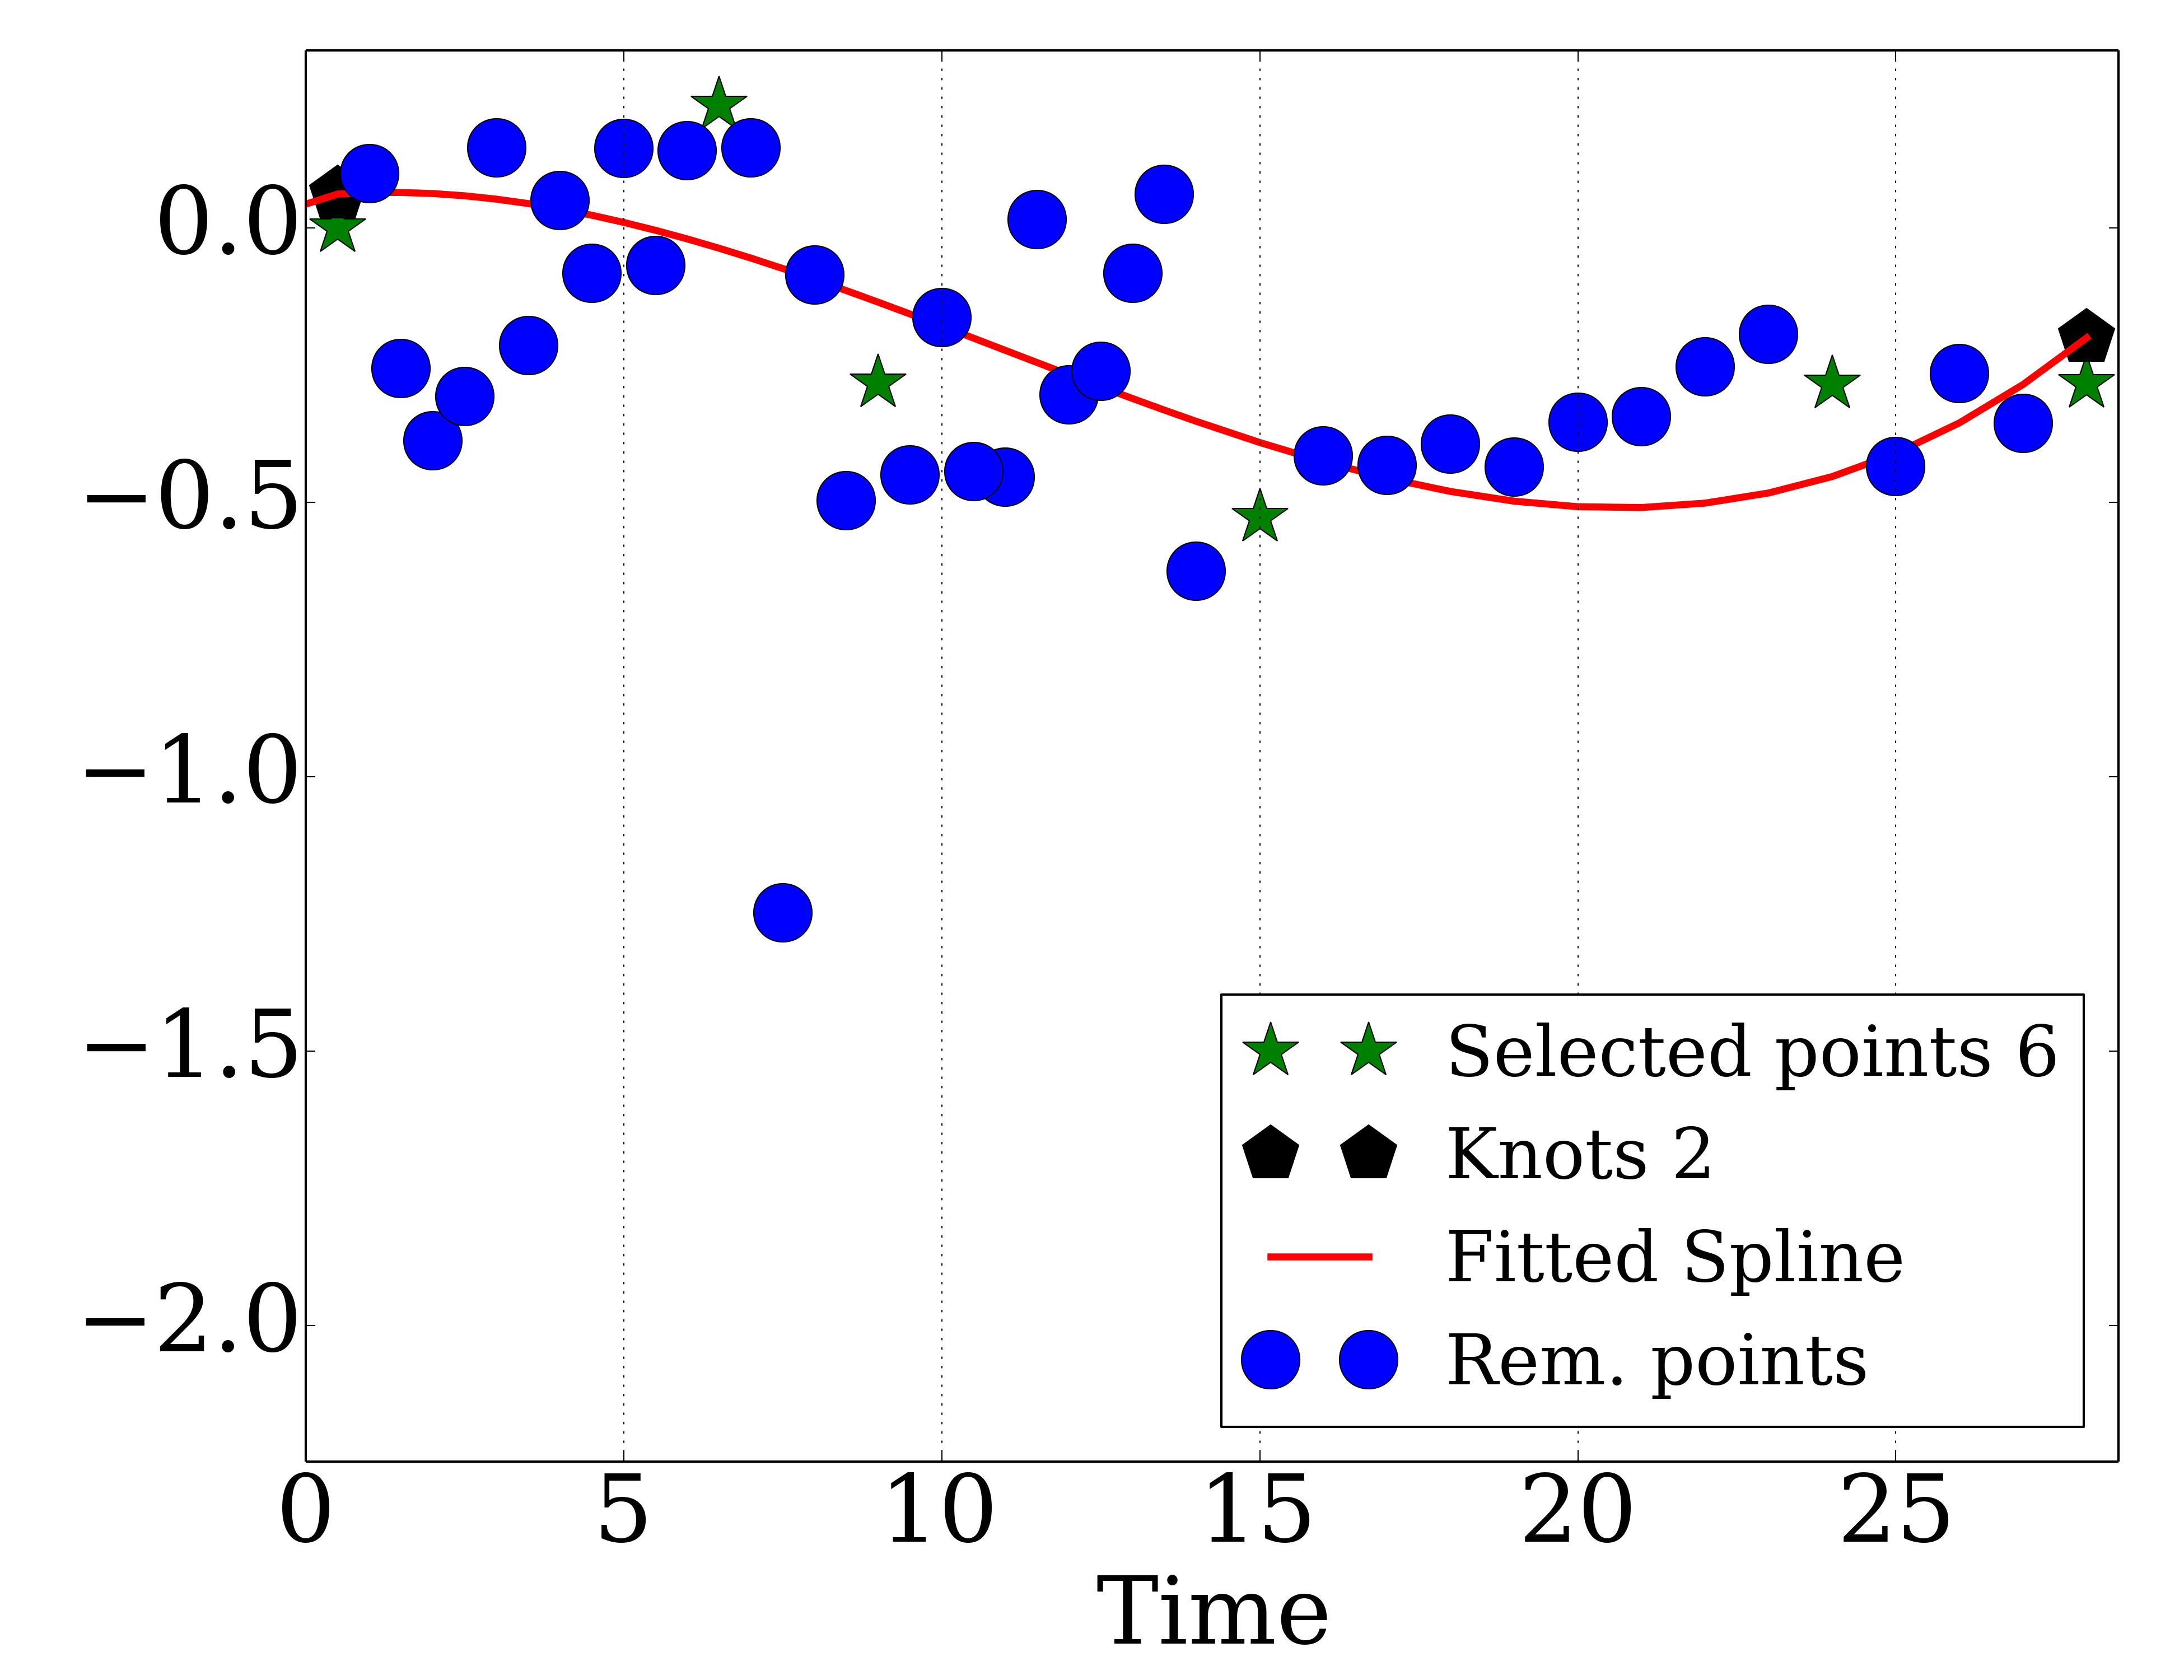 0.0
−0.5
−1.0
−1.5
−2.0
Selected points 6
Knots 2
Fitted Spline
Rem. points
0 5 10 15 20 25
Time